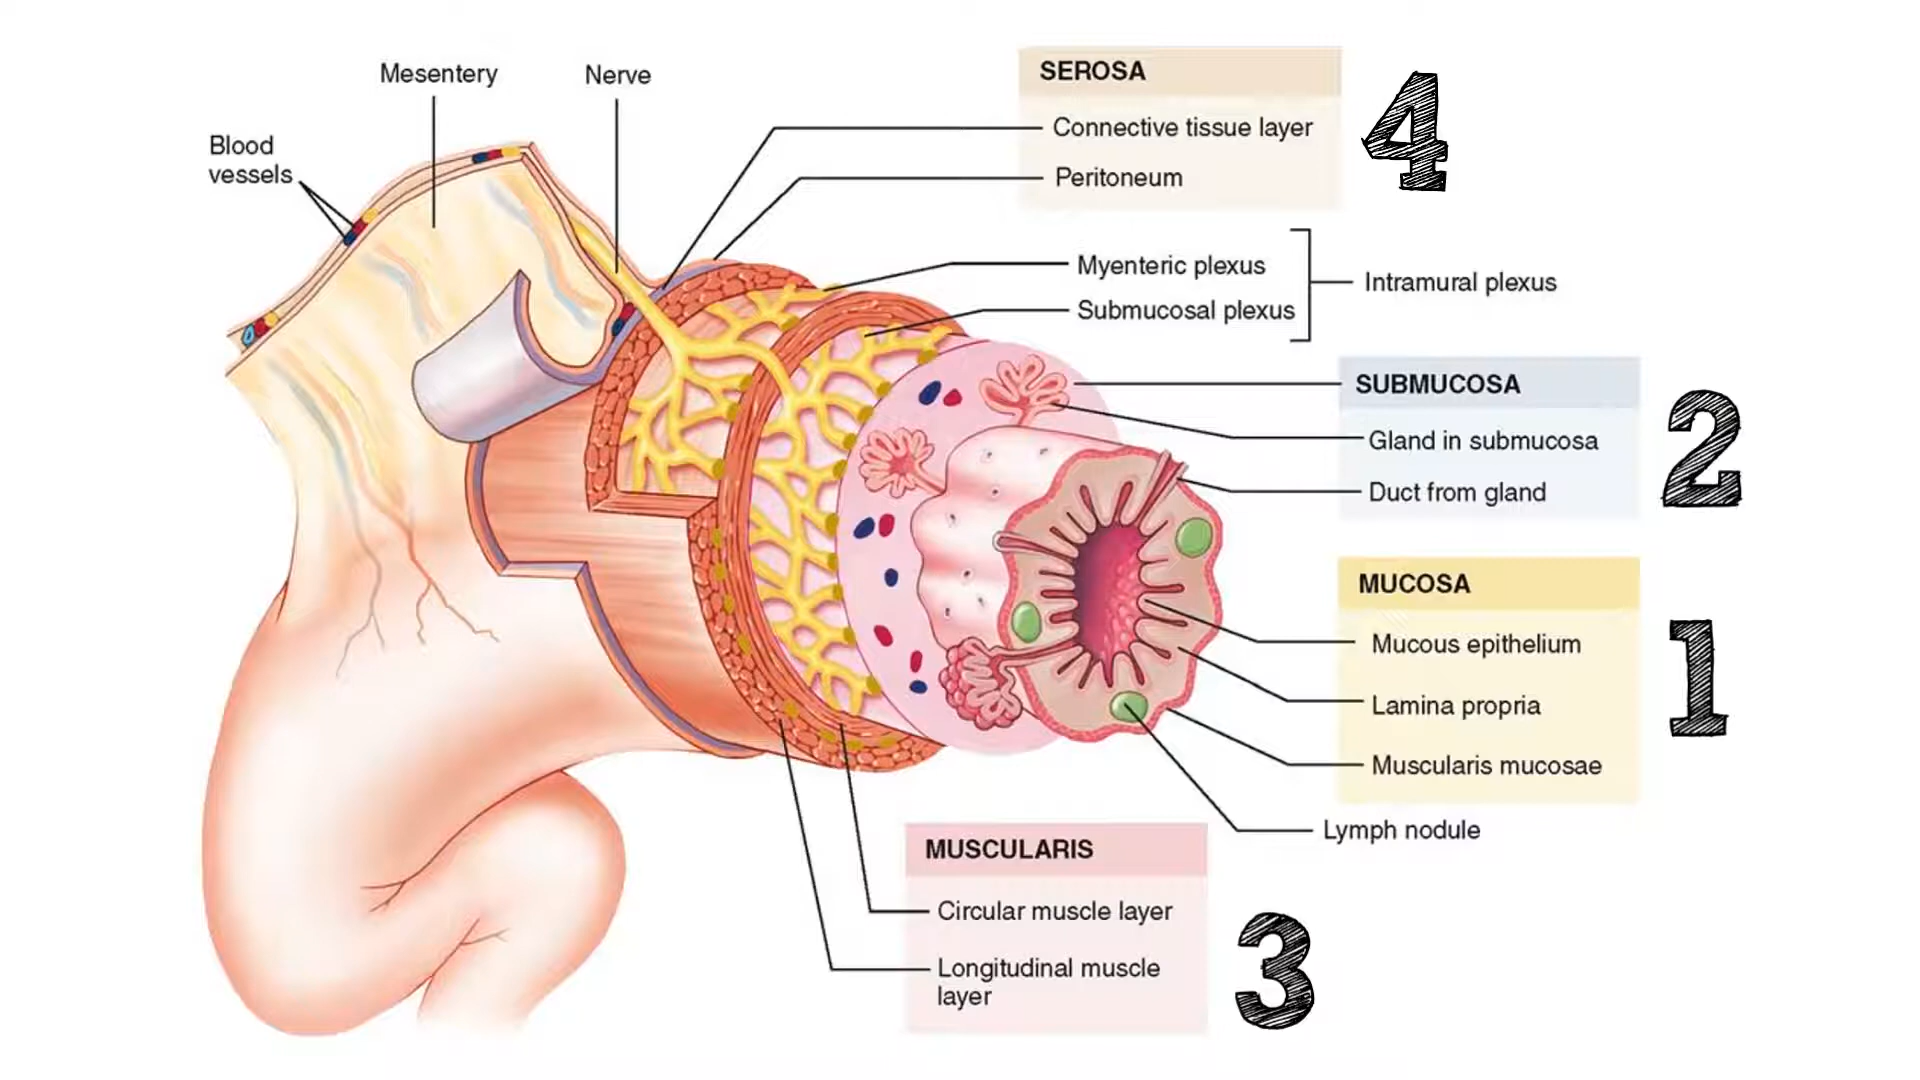 Mesentery
Nerve
Blood
vessels
SEROSA
Connective tissue layer
Peritoneum
4
Myenteric plexus
Submucosal plexus
Intramural plexus
SUBMUCOSA
Gland in submucosa
Duct from gland
2
MUCOSA
Mucous epithelium
Lamina propria
Muscularis mucosae
1
Lymph nodule
MUSCULARIS
Circular muscle layer
Longitudinal muscle
layer
3